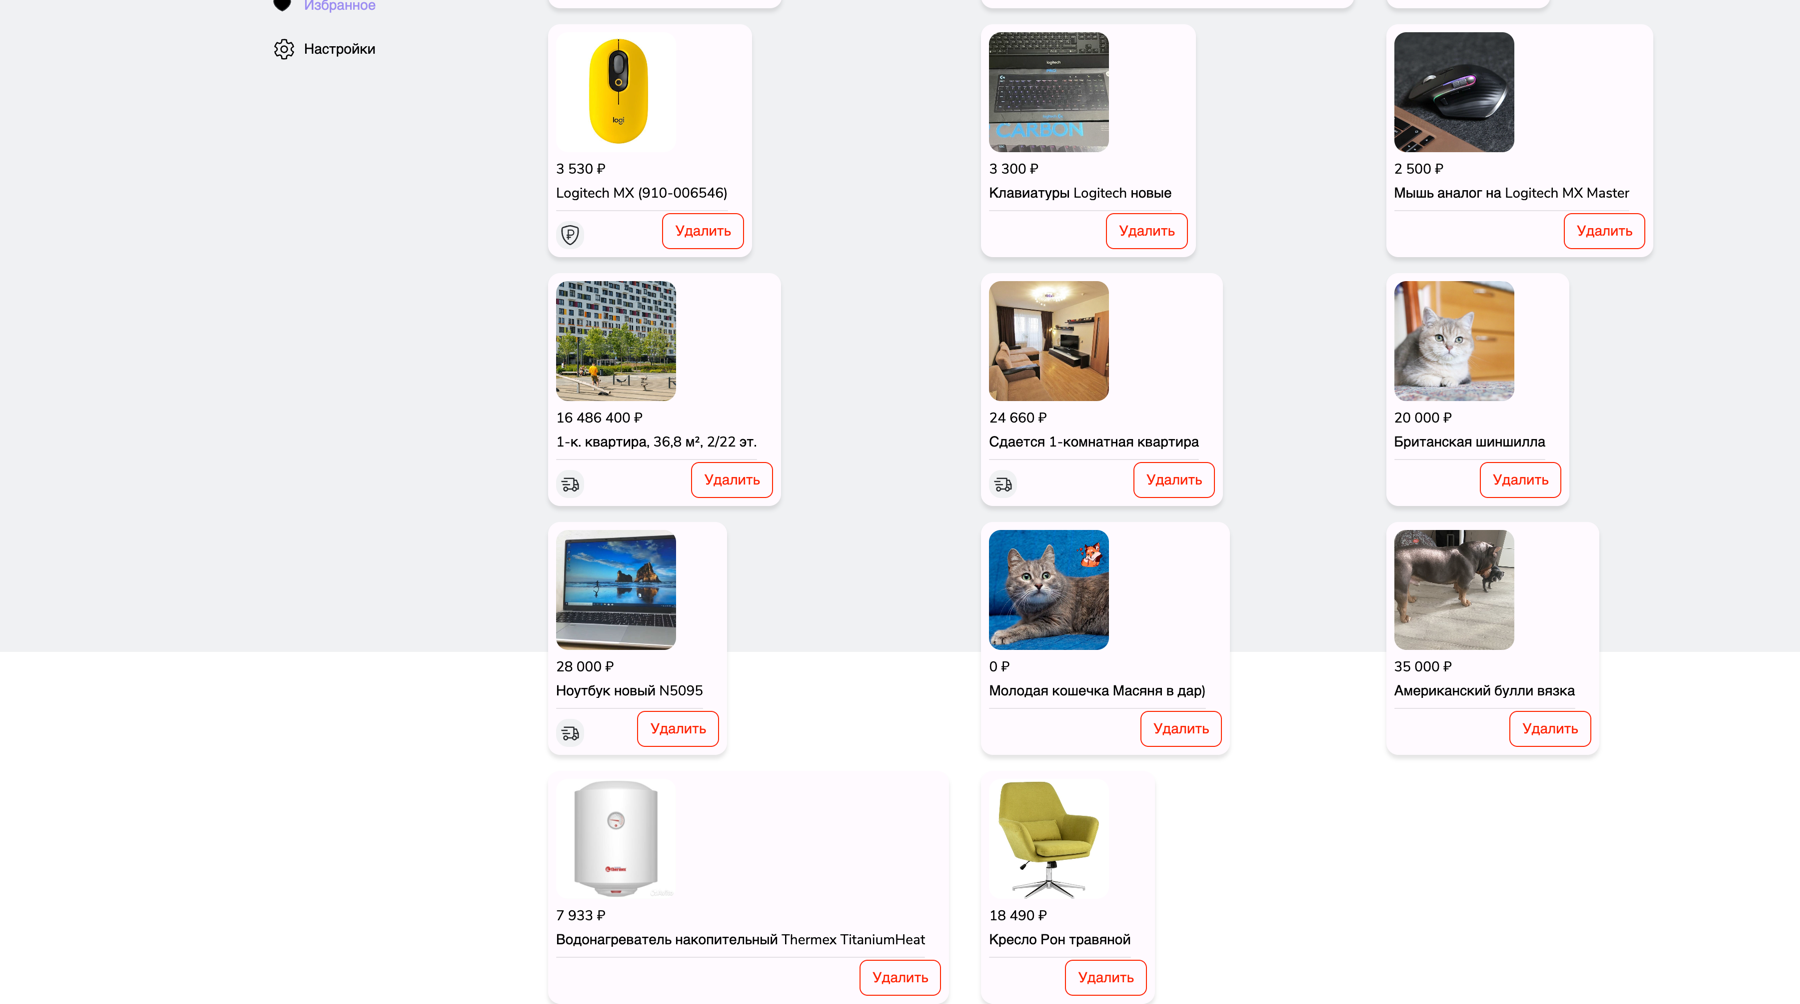 Избранное
Настройки
logi
3 530 ₽
Logitech MX (910-006546)
Удалить
logitech
CARBON
3 300 ₽
Клавиатуры Logitech новые
Удалить
2 500 ₽
Мышь аналог на Logitech MX Master
Удалить
16 486 400 ₽
1-к. квартира, 36,8 м², 2/22 эт.
Удалить
24 660 ₽
Сдается 1-комнатная квартира
Удалить
20 000 ₽
Британская шиншилла
Удалить
28 000 ₽
Ноутбук новый N5095
Удалить
0 ₽
Молодая кошечка Масяня в дар)
Удалить
35 000 ₽
Американский булли вязка
Удалить
7 933 ₽
Водонагреватель накопительный Thermex TitaniumHeat
Удалить
18 490 ₽
Кресло Рон травяной
Удалить